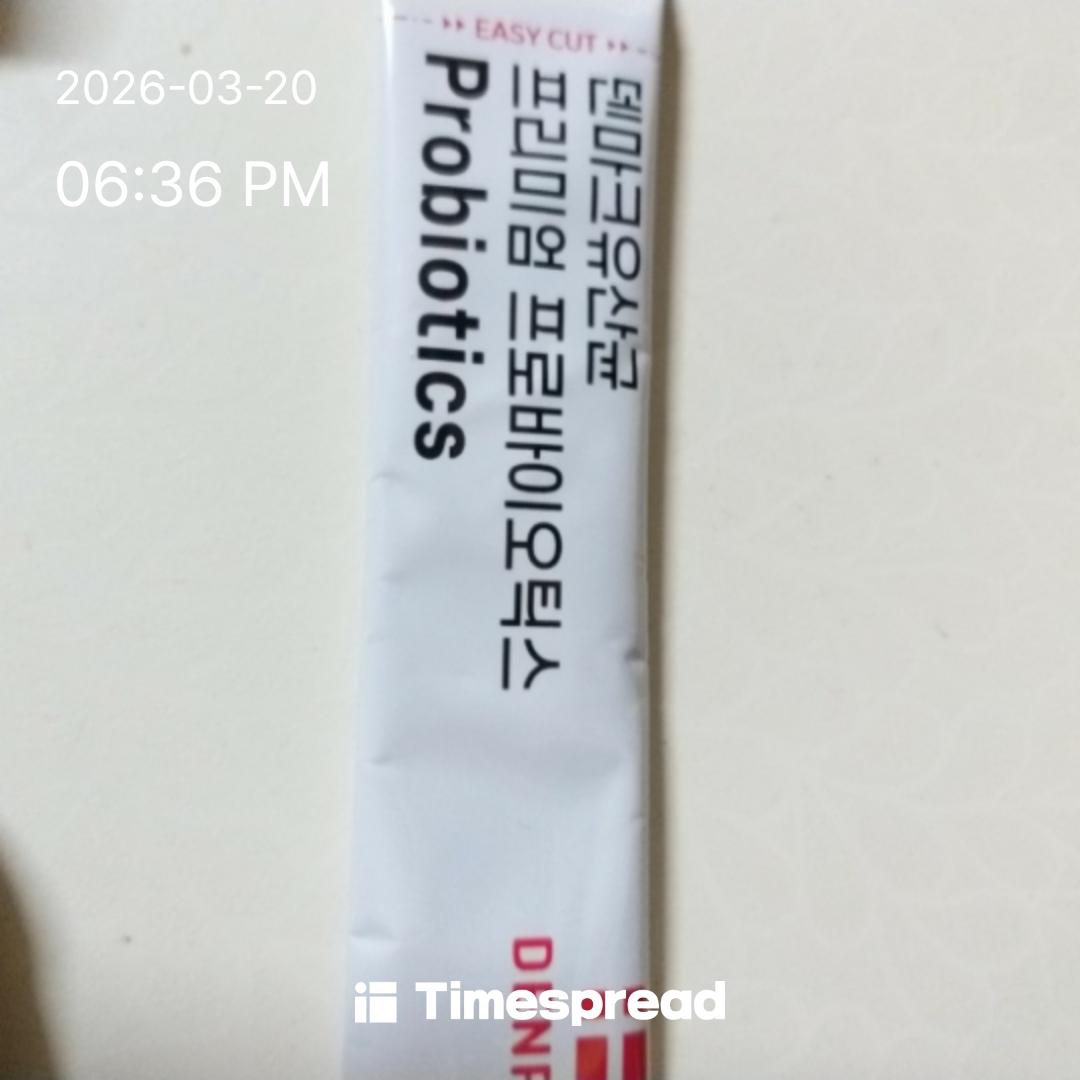 2026-03-20
06:36 PM
EASY CUT
덴마크유산균
프리미엄 프로바이오틱스
Probiotics
Timespread